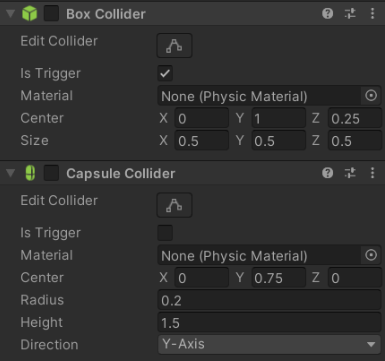 Box Collider
Edit Collider
Is Trigger
Material None (Physic Material)
Center X 0 Y 1 Z 0.25
Size X 0.5 Y 0.5 Z 0.5
Capsule Collider
Edit Collider
Is Trigger
Material None (Physic Material)
Center X 0 Y 0.75 Z 0
Radius 0.2
Height 1.5
Direction Y-Axis